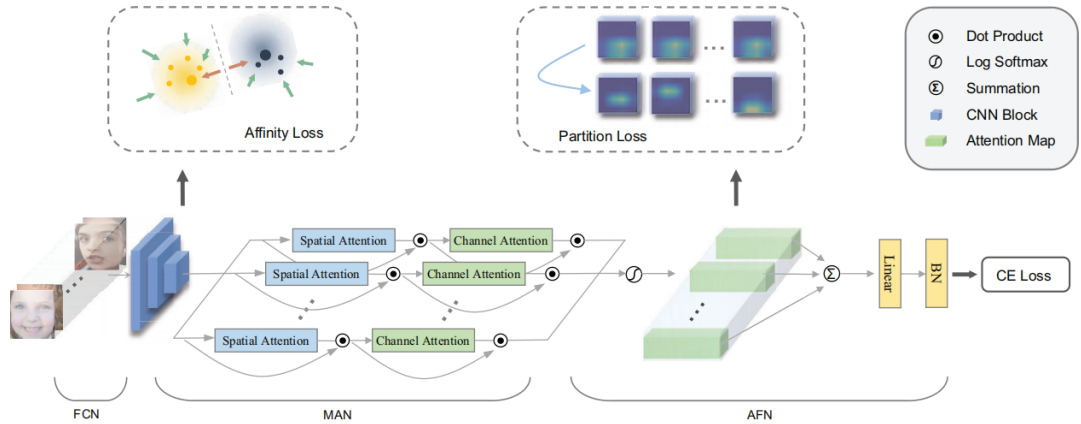 Affinity Loss
Partition Loss
Dot Product
Log Softmax
Σ Summation
CNN Block
Attention Map
Spatial Attention
Channel Attention
Spatial Attention
Channel Attention
Spatial Attention
Channel Attention
Σ
Linear
BN
CE Loss
FCN
MAN
AFN